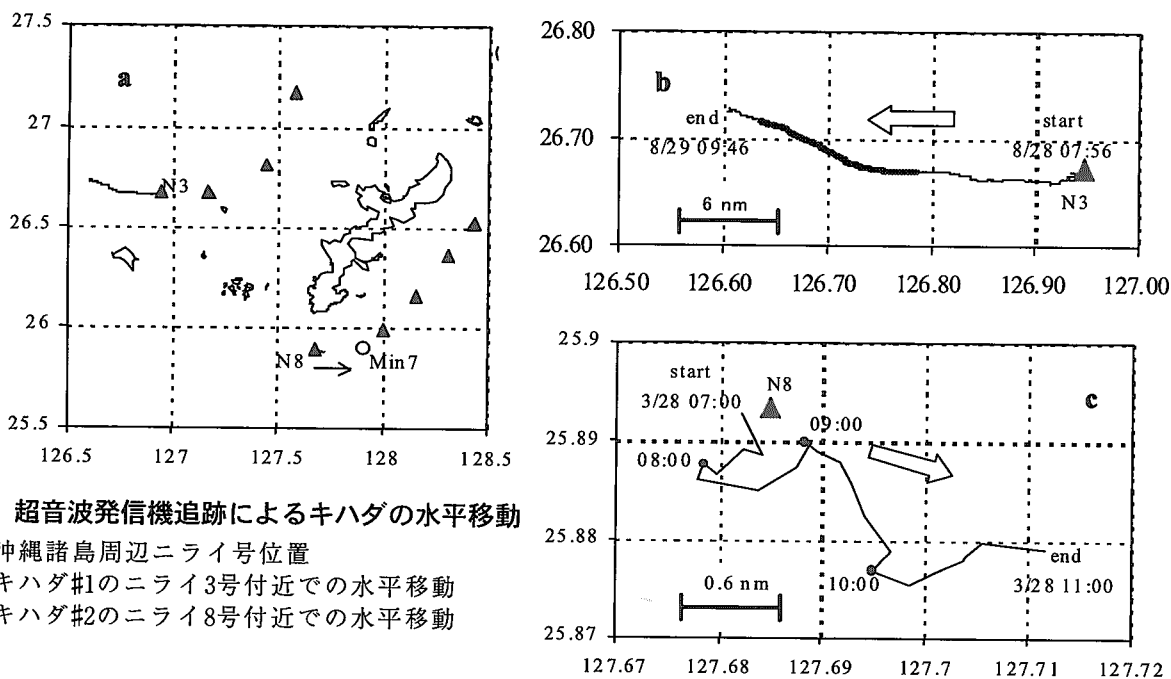 27.5
27
26.5
26
25.5
126.5 127 127.5 128 128.5
a
N3
N8
Min7
26.80
26.70
26.60
126.50 126.60 126.70 126.80 126.90 127.00
b
end
8/29 09:46
start
8/28 07:56
N3
6 nm
25.9
25.89
25.88
25.87
127.67 127.68 127.69 127.7 127.71 127.72
c
start
3/28 07:00
N8
09:00
08:00
10:00
end
3/28 11:00
0.6 nm
超音波発信機追跡によるキハダの水平移動
沖縄諸島周辺ニライ号位置
キハダ#1のニライ3号付近での水平移動
キハダ#2のニライ8号付近での水平移動